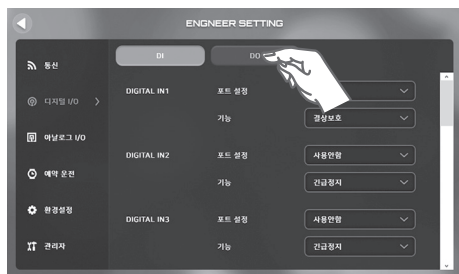 ENGNEER SETTING
통신
디지털 I/O
아날로그 I/O
예약 운전
환경설정
관리자
DI
DO
DIGITAL IN1
포트 설정
기능
결상보호
DIGITAL IN2
포트 설정
사용안함
기능
긴급정지
DIGITAL IN3
포트 설정
사용안함
기능
긴급정지